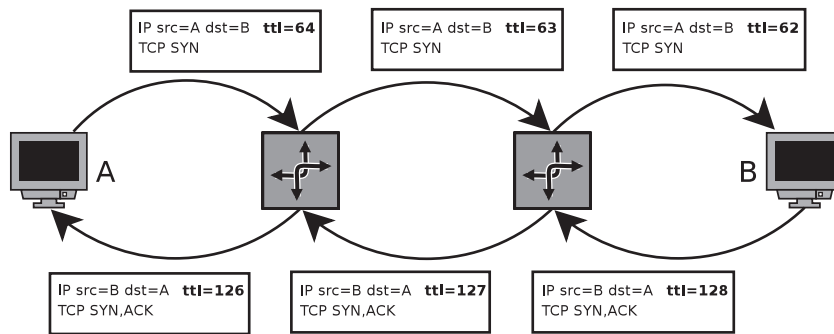 IP src=A dst=B ttl=64
TCP SYN
IP src=A dst=B ttl=63
TCP SYN
IP src=A dst=B ttl=62
TCP SYN
A
B
IP src=B dst=A ttl=126
TCP SYN,ACK
IP src=B dst=A ttl=127
TCP SYN,ACK
IP src=B dst=A ttl=128
TCP SYN,ACK